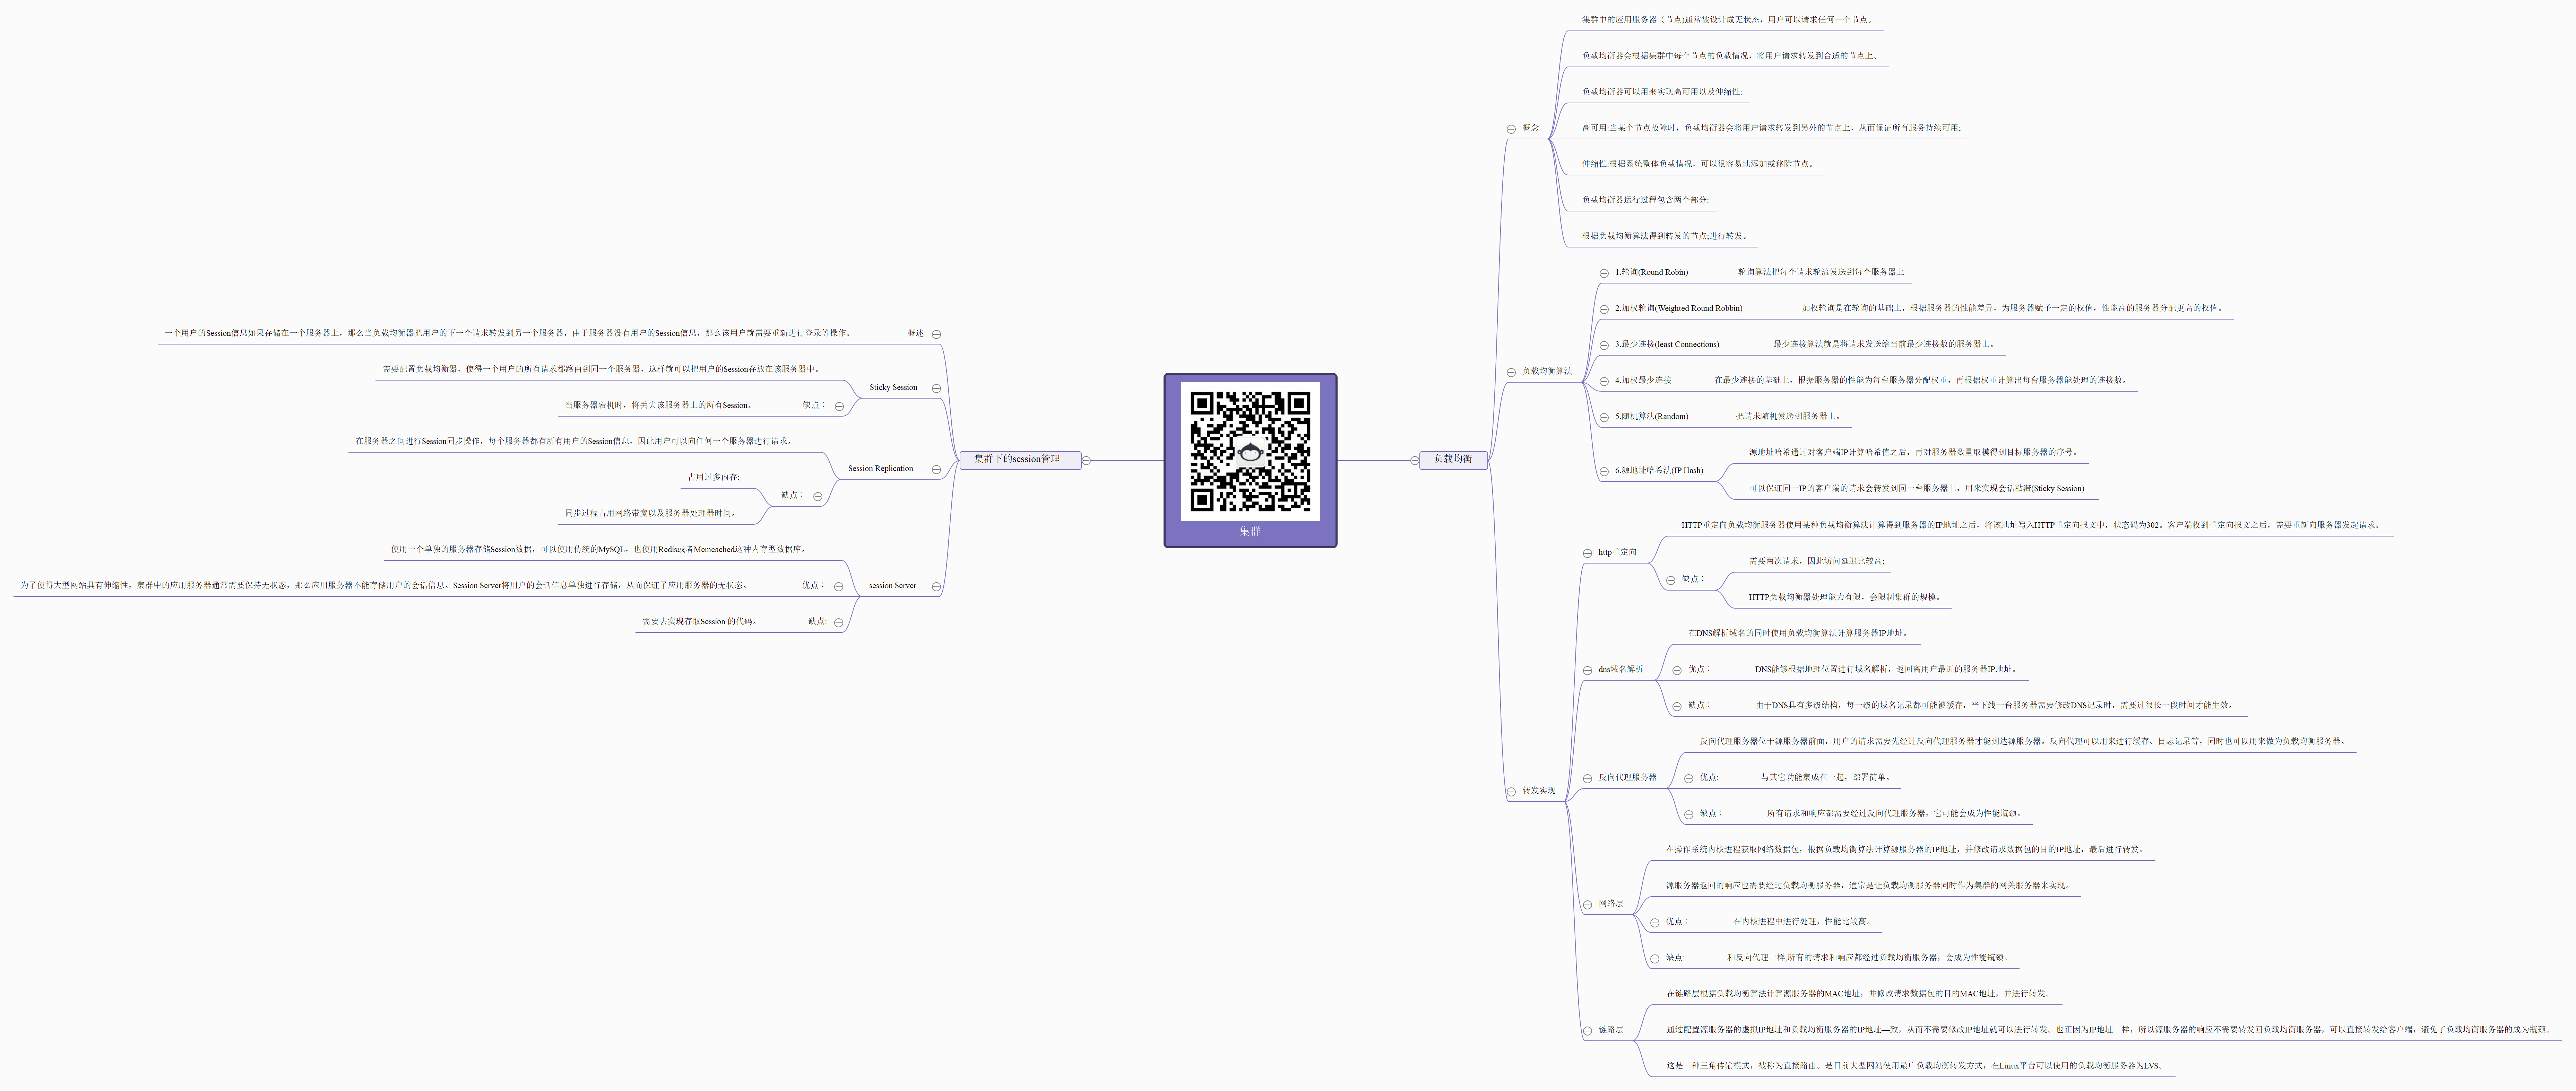 集群
集群下的session管理
概述
一个用户的Session信息如果存储在一个服务器上，那么当负载均衡器把用户的下一个请求转发到另一个服务器，由于服务器没有用户的Session信息，那么该用户就需要重新进行登录等操作。
Sticky Session
需要配置负载均衡器，使得一个用户的所有请求都路由到同一个服务器，这样就可以把用户的Session存放在该服务器中。
缺点：
当服务器宕机时，将丢失该服务器上的所有Session。
Session Replication
在服务器之间进行Session同步操作，每个服务器都有所有用户的Session信息，因此用户可以向任何一个服务器进行请求。
缺点：
占用过多内存;
同步过程占用网络带宽以及服务器处理器时间。
session Server
使用一个单独的服务器存储Session数据，可以使用传统的MySQL，也使用Redis或者Memcached这种内存型数据库。
优点：
为了使得大型网站具有伸缩性，集群中的应用服务器通常需要保持无状态，那么应用服务器不能存储用户的会话信息。Session Server将用户的会话信息单独进行存储，从而保证了应用服务器的无状态。
缺点:
需要去实现存取Session 的代码。
负载均衡
概念
集群中的应用服务器（节点)通常被设计成无状态，用户可以请求任何一个节点。
负载均衡器会根据集群中每个节点的负载情况，将用户请求转发到合适的节点上。
负载均衡器可以用来实现高可用以及伸缩性:
高可用:当某个节点故障时，负载均衡器会将用户请求转发到另外的节点上，从而保证所有服务持续可用;
伸缩性:根据系统整体负载情况，可以很容易地添加或移除节点。
负载均衡器运行过程包含两个部分:
根据负载均衡算法得到转发的节点;进行转发。
负载均衡算法
1.轮询(Round Robin)
轮询算法把每个请求轮流发送到每个服务器上
2.加权轮询(Weighted Round Robbin)
加权轮询是在轮询的基础上，根据服务器的性能差异，为服务器赋予一定的权值，性能高的服务器分配更高的权值。
3.最少连接(least Connections)
最少连接算法就是将请求发送给当前最少连接数的服务器上。
4.加权最少连接
在最少连接的基础上，根据服务器的性能为每台服务器分配权重，再根据权重计算出每台服务器能处理的连接数。
5.随机算法(Random)
把请求随机发送到服务器上。
6.源地址哈希法(IP Hash)
源地址哈希通过对客户端IP计算哈希值之后，再对服务器数量取模得到目标服务器的序号。
可以保证同一IP的客户端的请求会转发到同一台服务器上，用来实现会话粘滞(Sticky Session)
转发实现
http重定向
HTTP重定向负载均衡服务器使用某种负载均衡算法计算得到服务器的IP地址之后，将该地址写入HTTP重定向报文中，状态码为302。客户端收到重定向报文之后，需要重新向服务器发起请求。
缺点：
需要两次请求，因此访问延迟比较高;
HTTP负载均衡器处理能力有限，会限制集群的规模。
dns域名解析
在DNS解析域名的同时使用负载均衡算法计算服务器IP地址。
优点：
DNS能够根据地理位置进行域名解析，返回离用户最近的服务器IP地址。
缺点：
由于DNS具有多级结构，每一级的域名记录都可能被缓存，当下线一台服务器需要修改DNS记录时，需要过很长一段时间才能生效。
反向代理服务器
反向代理服务器位于源服务器前面，用户的请求需要先经过反向代理服务器才能到达源服务器。反向代理可以用来进行缓存、日志记录等，同时也可以用来做为负载均衡服务器。
优点:
与其它功能集成在一起，部署简单。
缺点：
所有请求和响应都需要经过反向代理服务器，它可能会成为性能瓶颈。
网络层
在操作系统内核进程获取网络数据包，根据负载均衡算法计算源服务器的IP地址，并修改请求数据包的目的IP地址，最后进行转发。
源服务器返回的响应也需要经过负载均衡服务器，通常是让负载均衡服务器同时作为集群的网关服务器来实现。
优点：
在内核进程中进行处理，性能比较高。
缺点:
和反向代理一样,所有的请求和响应都经过负载均衡服务器，会成为性能瓶颈。
链路层
在链路层根据负载均衡算法计算源服务器的MAC地址，并修改请求数据包的目的MAC地址，并进行转发。
通过配置源服务器的虚拟IP地址和负载均衡服务器的IP地址—致，从而不需要修改IP地址就可以进行转发。也正因为IP地址一样，所以源服务器的响应不需要转发回负载均衡服务器，可以直接转发给客户端，避免了负载均衡服务器的成为瓶颈。
这是一种三角传输模式，被称为直接路由。是目前大型网站使用最广负载均衡转发方式，在Linux平台可以使用的负载均衡服务器为LVS。